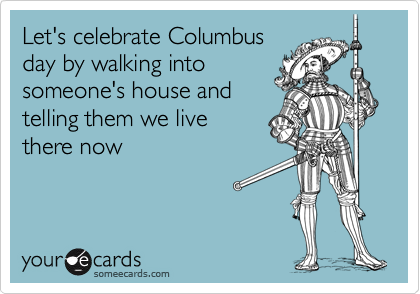 Let's celebrate Columbus
day by walking into
someone's house and
telling them we live
there now
your e cards
someecards.com